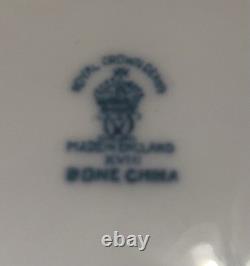 ROYAL CROWN DERBY
MADE IN ENGLAND
XVIII
BONE CHINA